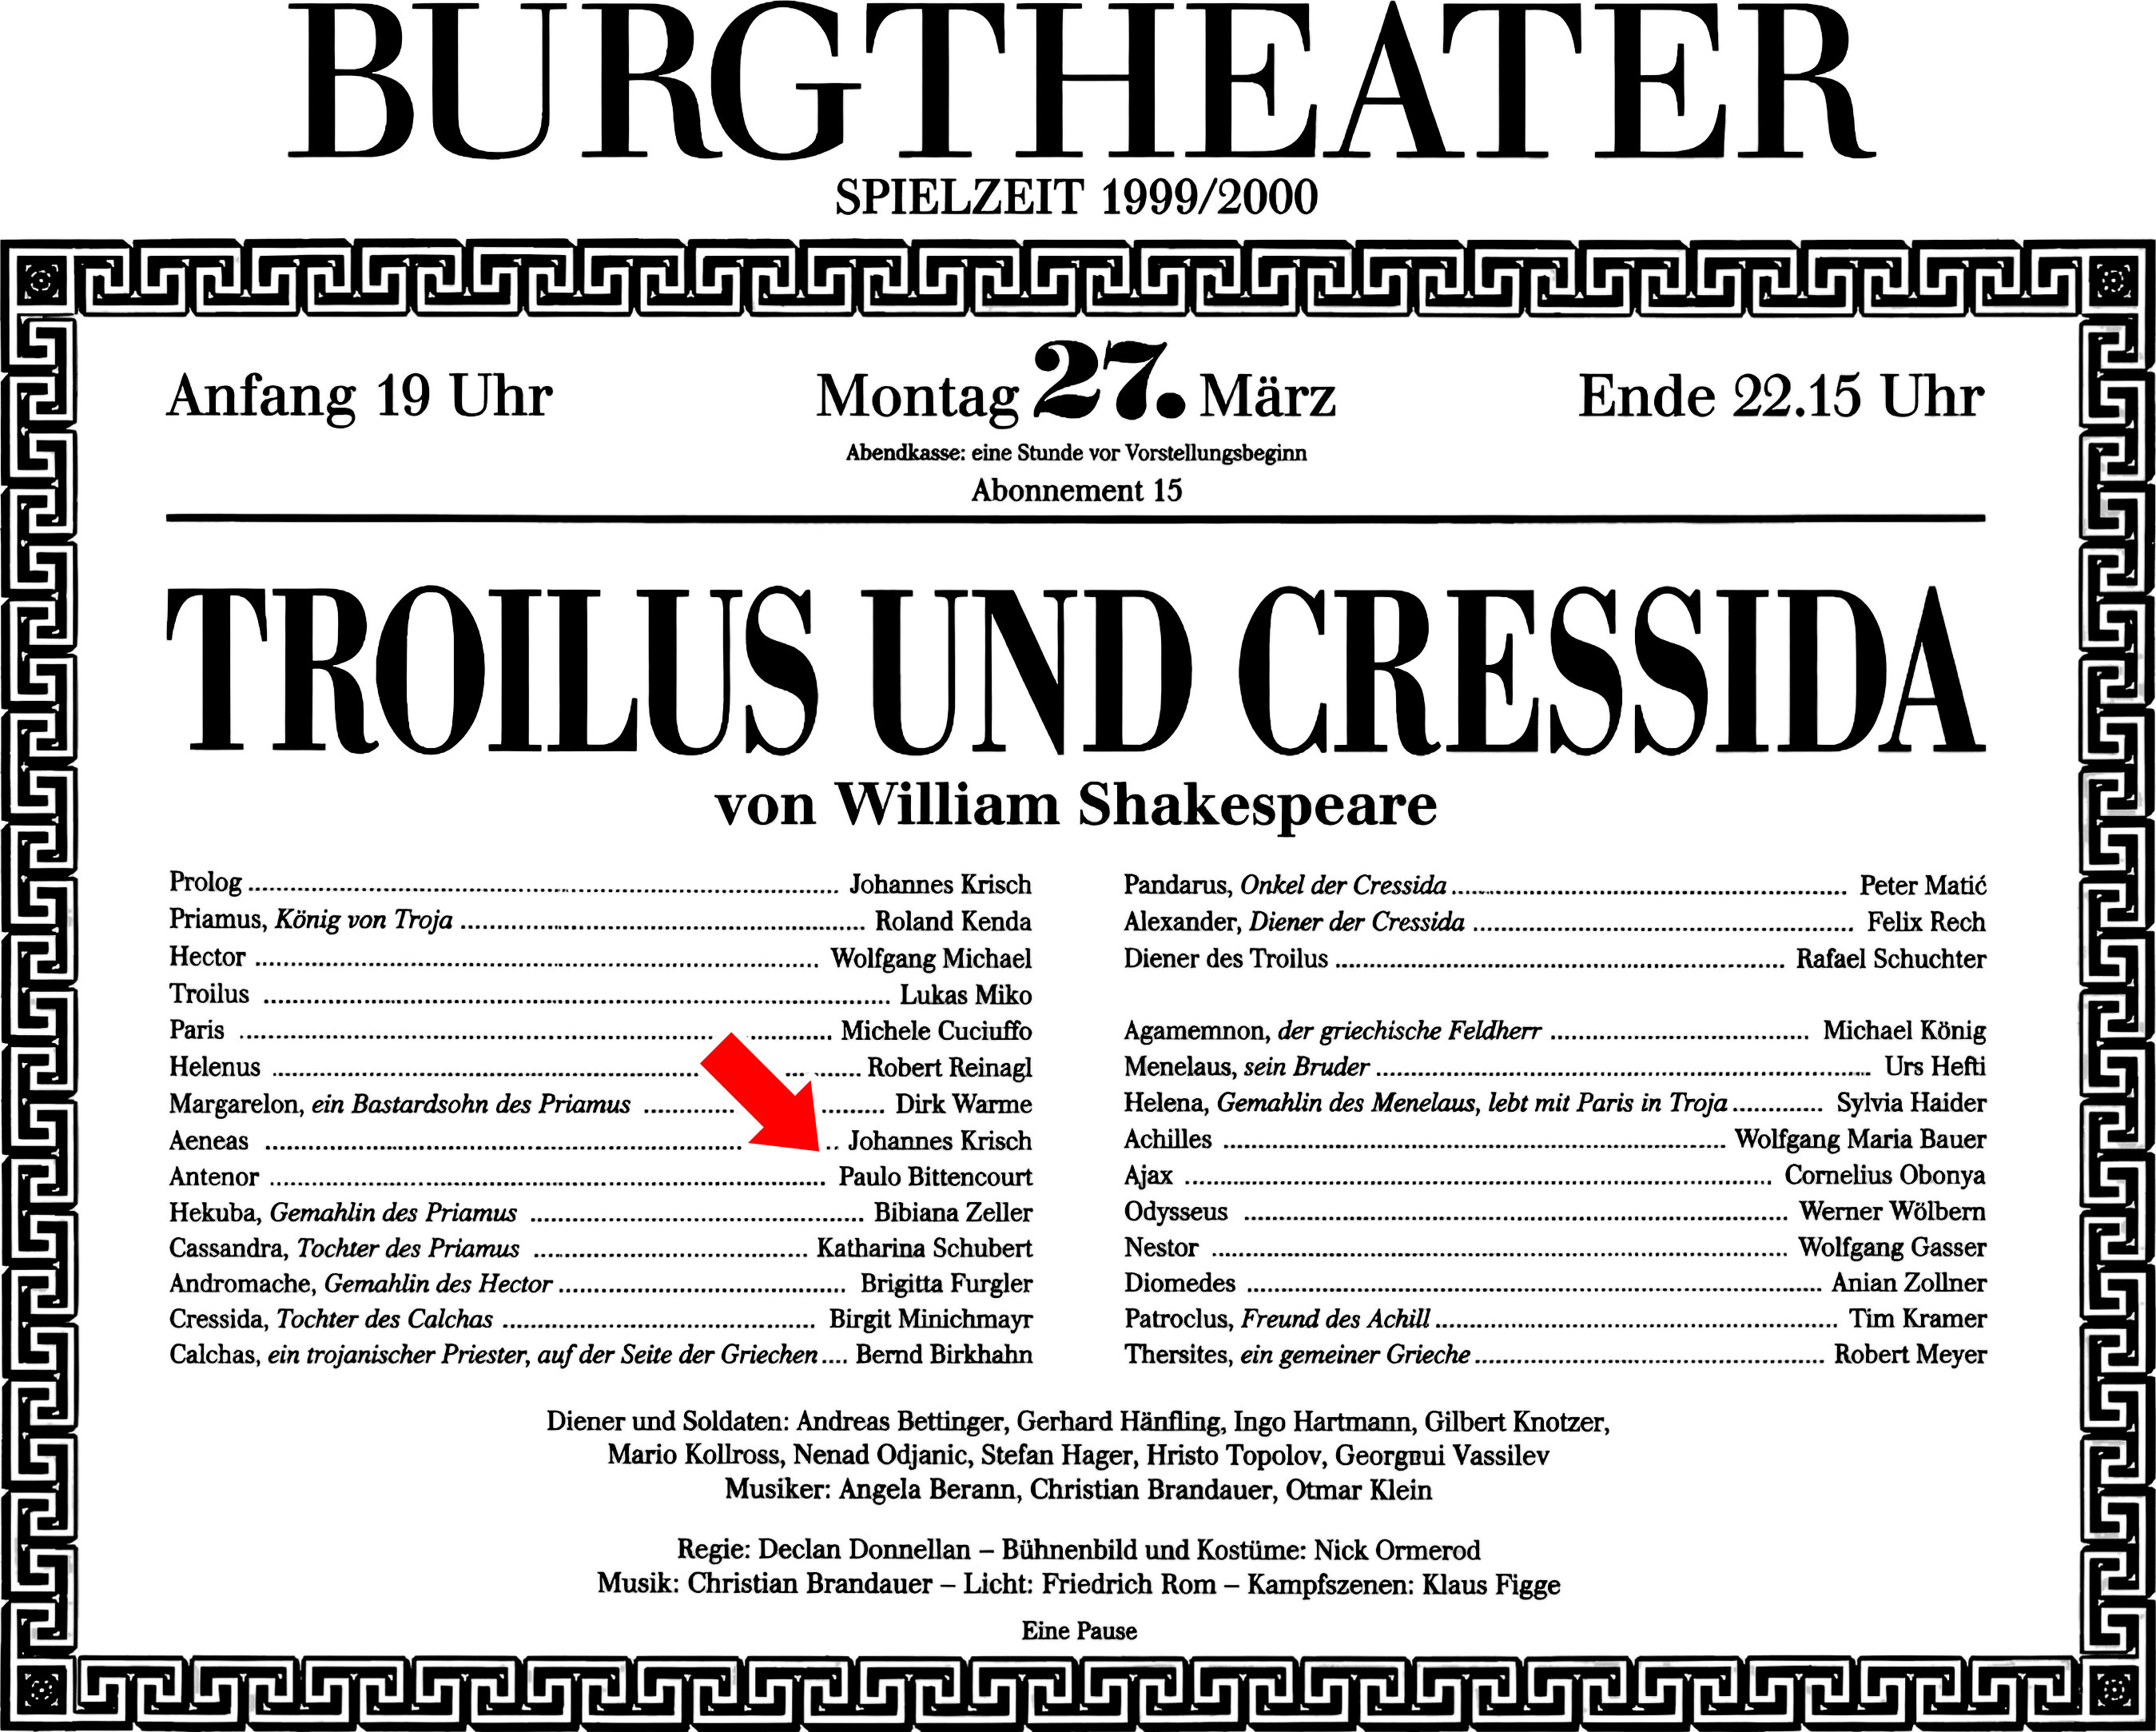 BURGTHEATER
SPIELZEIT 1999/2000
Anfang 19 Uhr
Montag 27. März
Ende 22.15 Uhr
Abendkasse: eine Stunde vor Vorstellungsbeginn
Abonnement 15
TROILUS UND CRESSIDA
von William Shakespeare
Prolog ........ Johannes Krisch
Priamus, König von Troja ........ Roland Kenda
Hector ........ Wolfgang Michael
Troilus ........ Lukas Miko
Paris ........ Michele Cuciuffo
Helenus ........ Robert Reinagl
Margarelon, ein Bastardsohn des Priamus ........ Dirk Warme
Aeneas ........ Johannes Krisch
Antenor ........ Paulo Bittencourt
Hekuba, Gemahlin des Priamus ........ Bibiana Zeller
Cassandra, Tochter des Priamus ........ Katharina Schubert
Andromache, Gemahlin des Hector ........ Brigitta Furgler
Cressida, Tochter des Calchas ........ Birgit Minichmayr
Calchas, ein trojanischer Priester, auf der Seite der Griechen .... Bernd Birkhahn
Pandarus, Onkel der Cressida ........ Peter Matić
Alexander, Diener der Cressida ........ Felix Rech
Diener des Troilus ........ Rafael Schuchter
Agamemnon, der griechische Feldherr ........ Michael König
Menelaus, sein Bruder ........ Urs Hefti
Helena, Gemahlin des Menelaus, lebt mit Paris in Troja ........ Sylvia Haider
Achilles ........ Wolfgang Maria Bauer
Ajax ........ Cornelius Obonya
Odysseus ........ Werner Wölbern
Nestor ........ Wolfgang Gasser
Diomedes ........ Anian Zollner
Patroclus, Freund des Achill ........ Tim Kramer
Thersites, ein gemeiner Grieche ........ Robert Meyer
Diener und Soldaten: Andreas Bettinger, Gerhard Hänfling, Ingo Hartmann, Gilbert Knotzer,
Mario Kollross, Nenad Odjanic, Stefan Hager, Hristo Topolov, Georgnui Vassilev
Musiker: Angela Berann, Christian Brandauer, Otmar Klein
Regie: Declan Donnellan – Bühnenbild und Kostüme: Nick Ormerod
Musik: Christian Brandauer – Licht: Friedrich Rom – Kampfszenen: Klaus Figge
Eine Pause